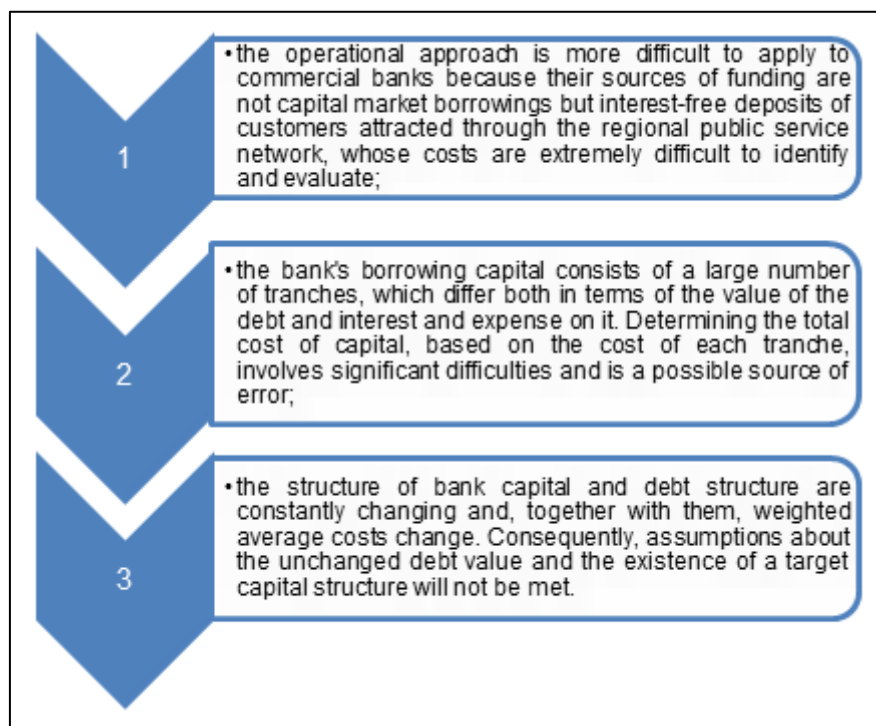 1
•the operational approach is more difficult to apply to
commercial banks because their sources of funding are
not capital market borrowings but interest-free deposits of
customers attracted through the regional public service
network, whose costs are extremely difficult to identify
and evaluate;
2
•the bank's borrowing capital consists of a large number
of tranches, which differ both in terms of the value of the
debt and interest and expense on it. Determining the total
cost of capital, based on the cost of each tranche,
involves significant difficulties and is a possible source of
error;
3
•the structure of bank capital and debt structure are
constantly changing and, together with them, weighted
average costs change. Consequently, assumptions about
the unchanged debt value and the existence of a target
capital structure will not be met.